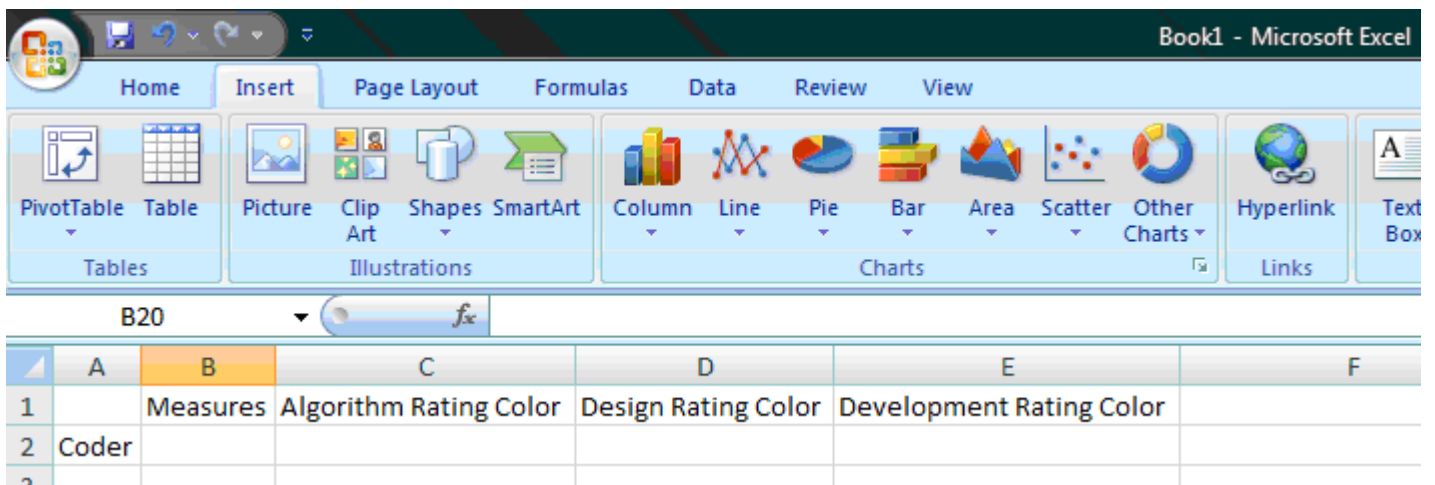 Book1 - Microsoft Excel
Home Insert Page Layout Formulas Data Review View
PivotTable Table Picture Clip Art Shapes SmartArt Column Line Pie Bar Area Scatter Other Charts Hyperlink Text Box
Tables Illustrations Charts Links
B20 fx
A B C D E F
1 Measures Algorithm Rating Color Design Rating Color Development Rating Color
2 Coder
3